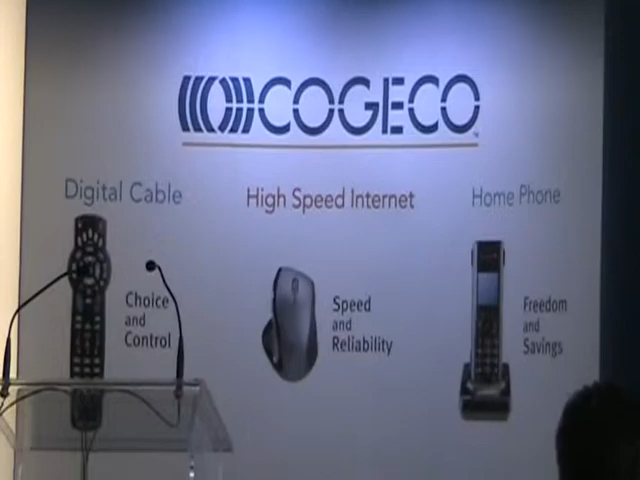 COGECO
Digital Cable
High Speed Internet
Home Phone
Choice
and
Control
Speed
and
Reliability
Freedom
and
Savings